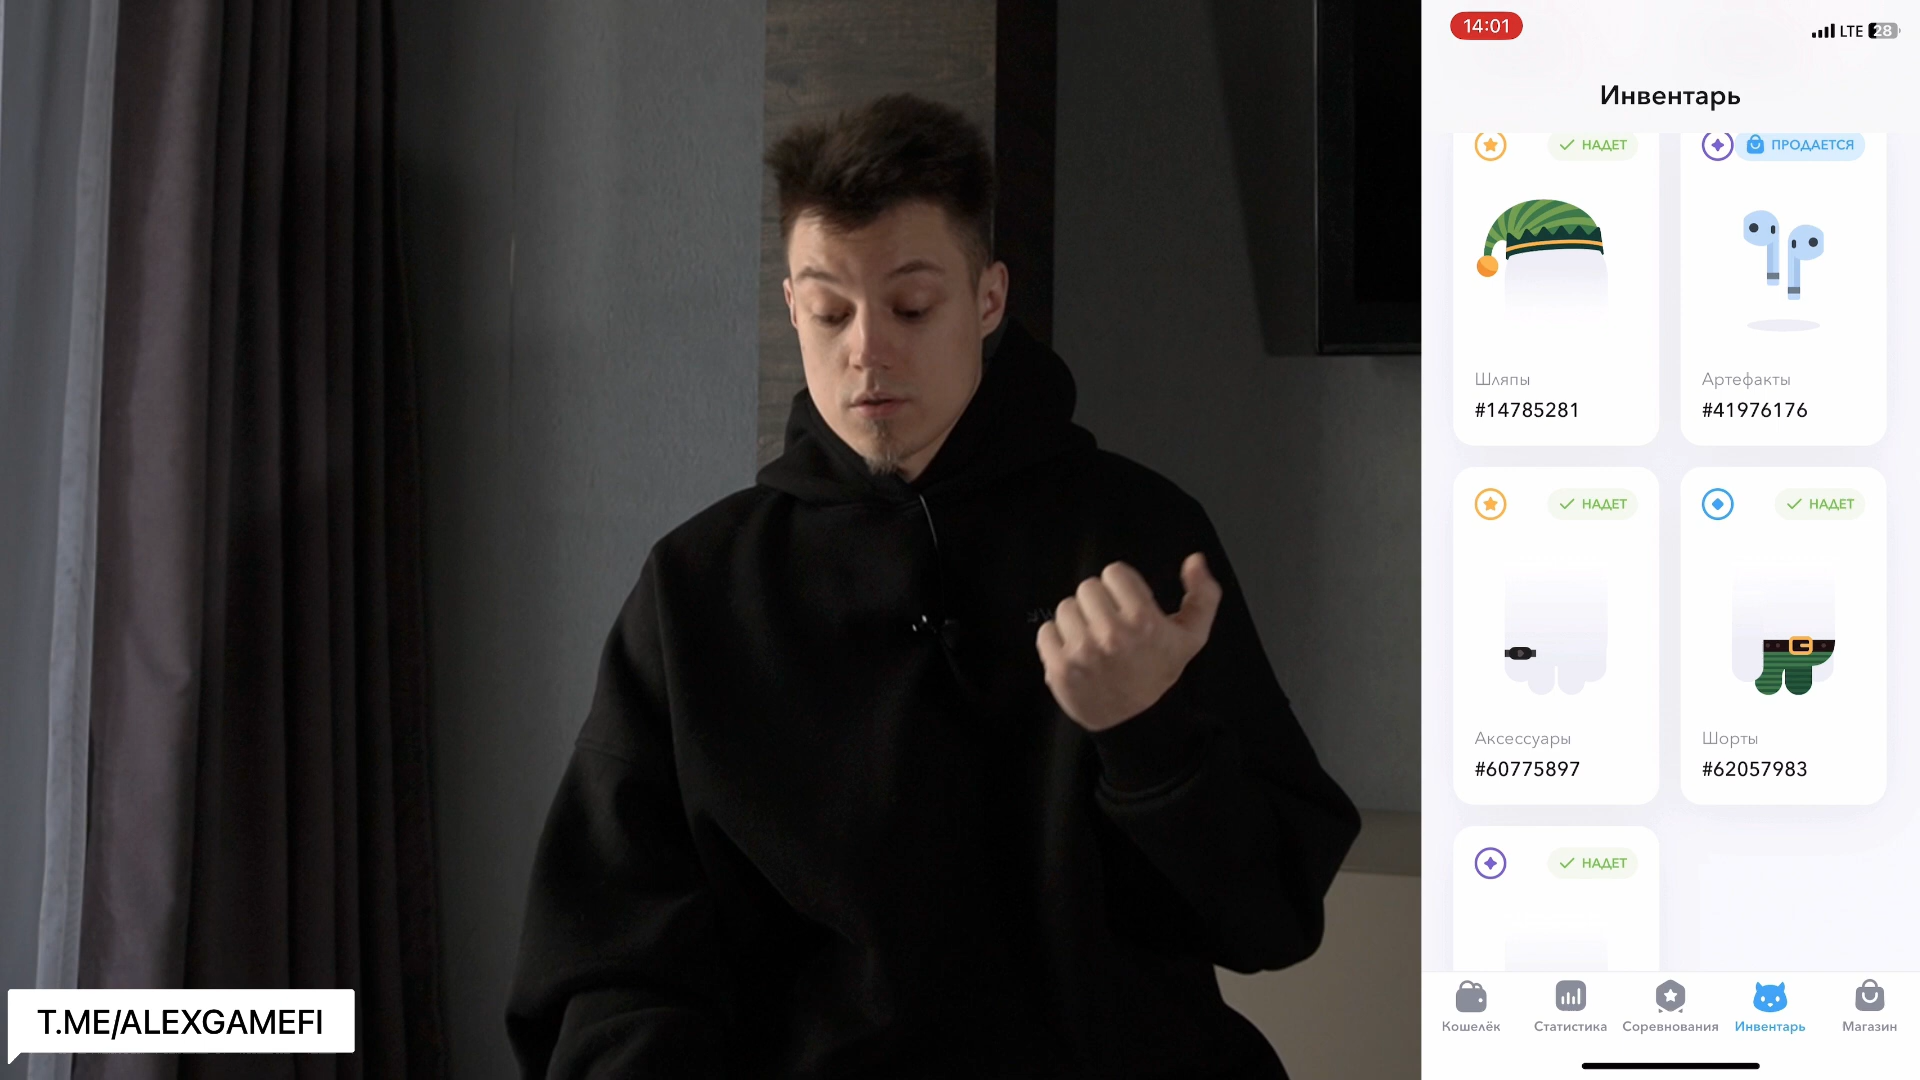 14:01
LTE 28
Инвентарь
НАДЕТ
ПРОДАЕТСЯ
Шляпы
#14785281
Артефакты
#41976176
НАДЕТ
НАДЕТ
Аксессуары
#60775897
Шорты
#62057983
НАДЕТ
Кошелёк
Статистика
Соревнования
Инвентарь
Магазин
T.ME/ALEXGAMEFI